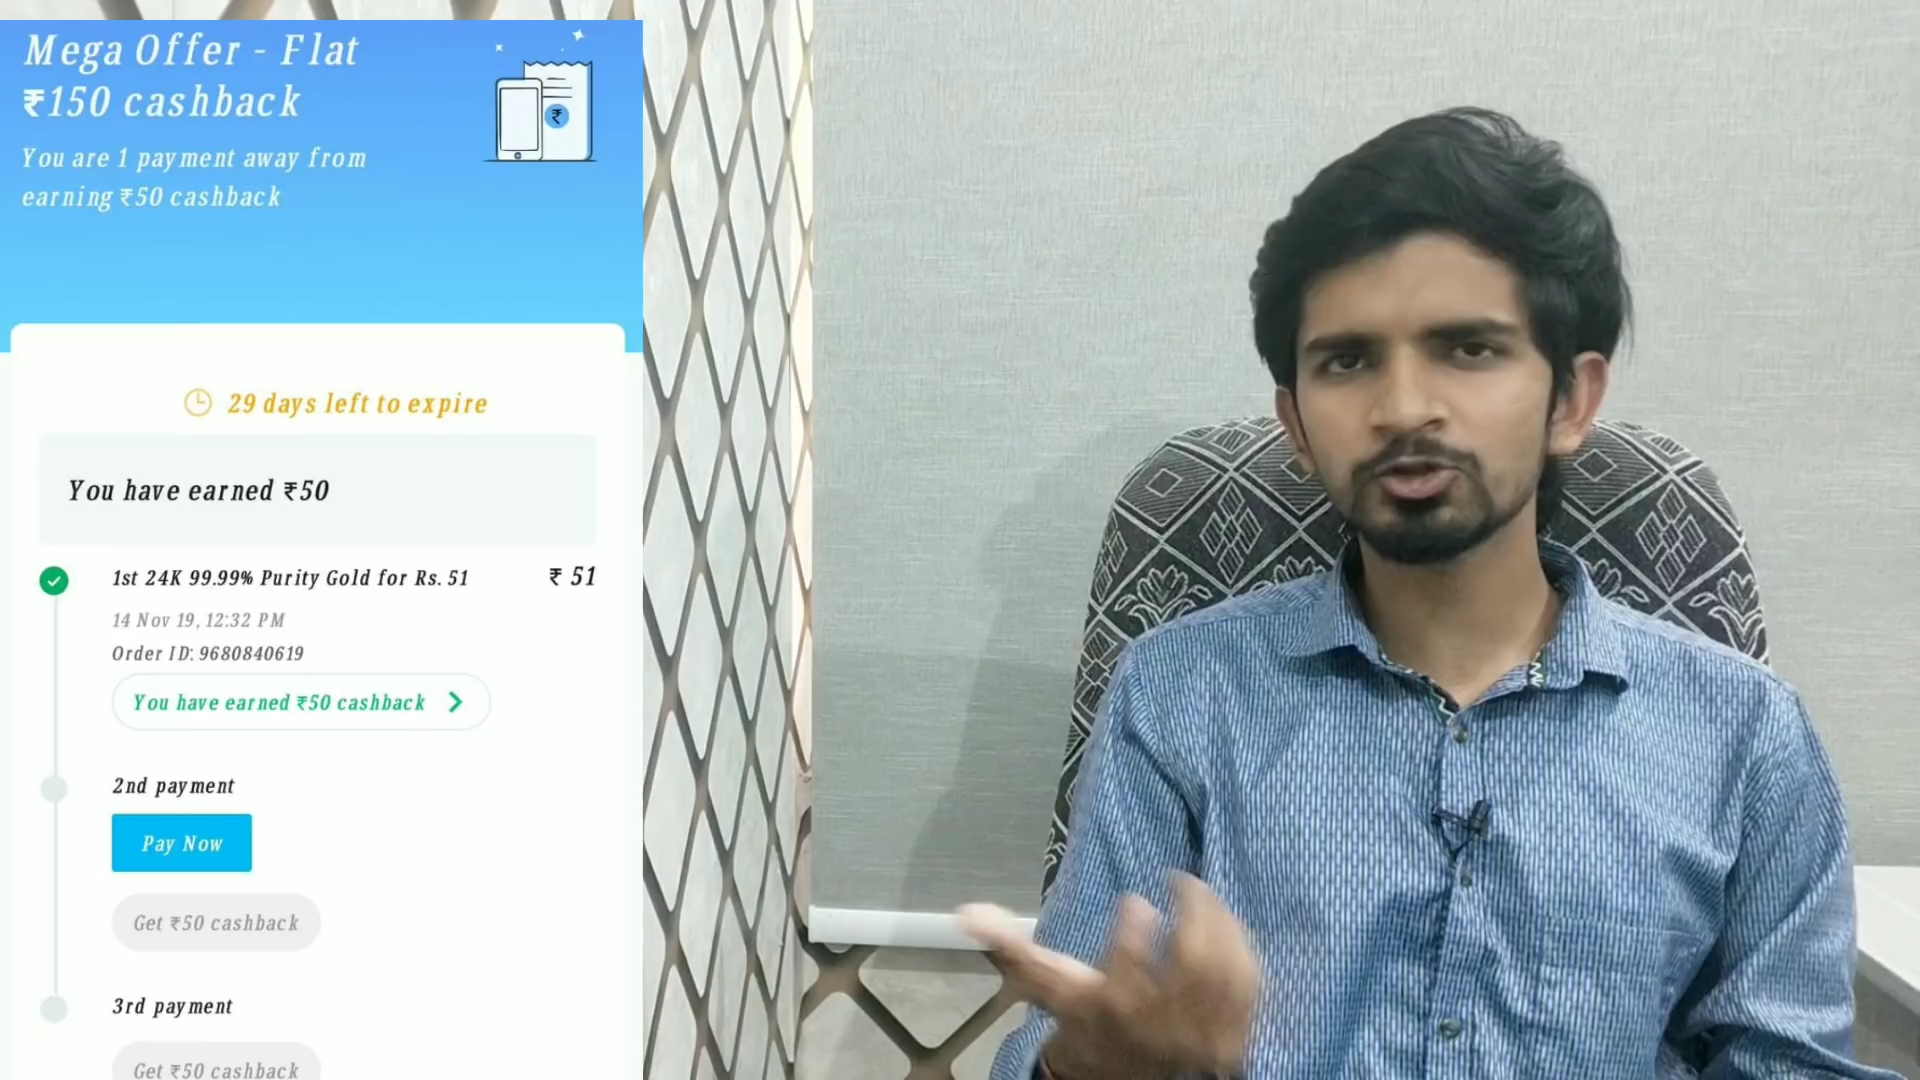 Mega Offer - Flat
₹150 cashback
You are 1 payment away from
earning ₹50 cashback
₹
29 days left to expire
You have earned ₹50
1st 24K 99.99% Purity Gold for Rs. 51
₹ 51
14 Nov 19, 12:32 PM
Order ID: 9680840619
You have earned ₹50 cashback
2nd payment
Pay Now
Get ₹50 cashback
3rd payment
Get ₹50 cashback